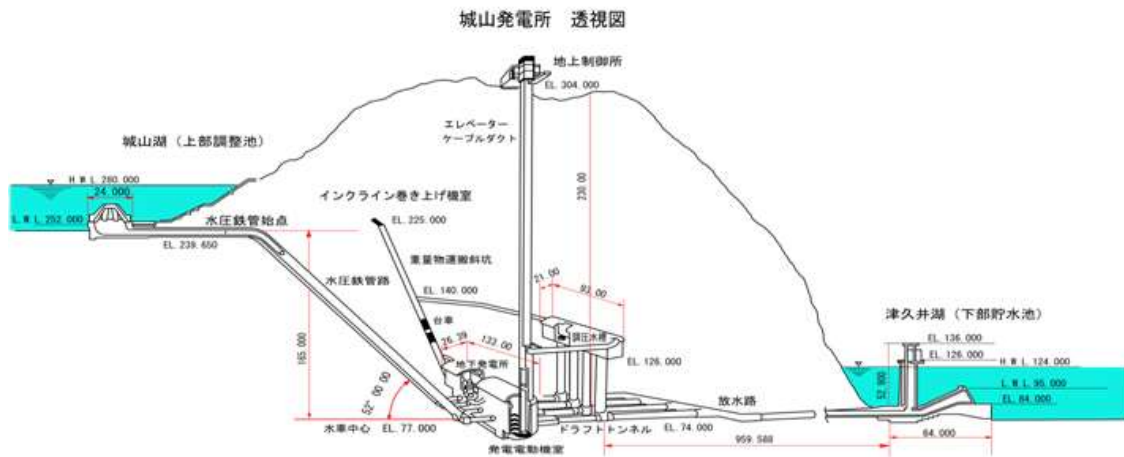 城山発電所　透視図
地上制御所
EL. 304.000
エレベーター
ケーブルダクト
城山湖（上部調整池）
H W L 260.000
24.000
L. W L. 252.000
水圧鉄管始点
EL. 239.650
インクライン巻き上げ機室
EL. 225.000
230.00
重量物運搬斜坑
水圧鉄管路
EL. 140.000
21.00
93.00
台車
調圧水槽
26.39
133.00
165.000
地下発電所
EL. 126.000
津久井湖（下部貯水池）
EL. 136.000
EL. 126.000
H W L 124.000
L. W L. 95.000
EL. 84.000
52° 00′ 00
放水路
水車中心
EL. 77.000
ドラフトトンネル
EL. 74.000
発電電動機室
959.588
64.000